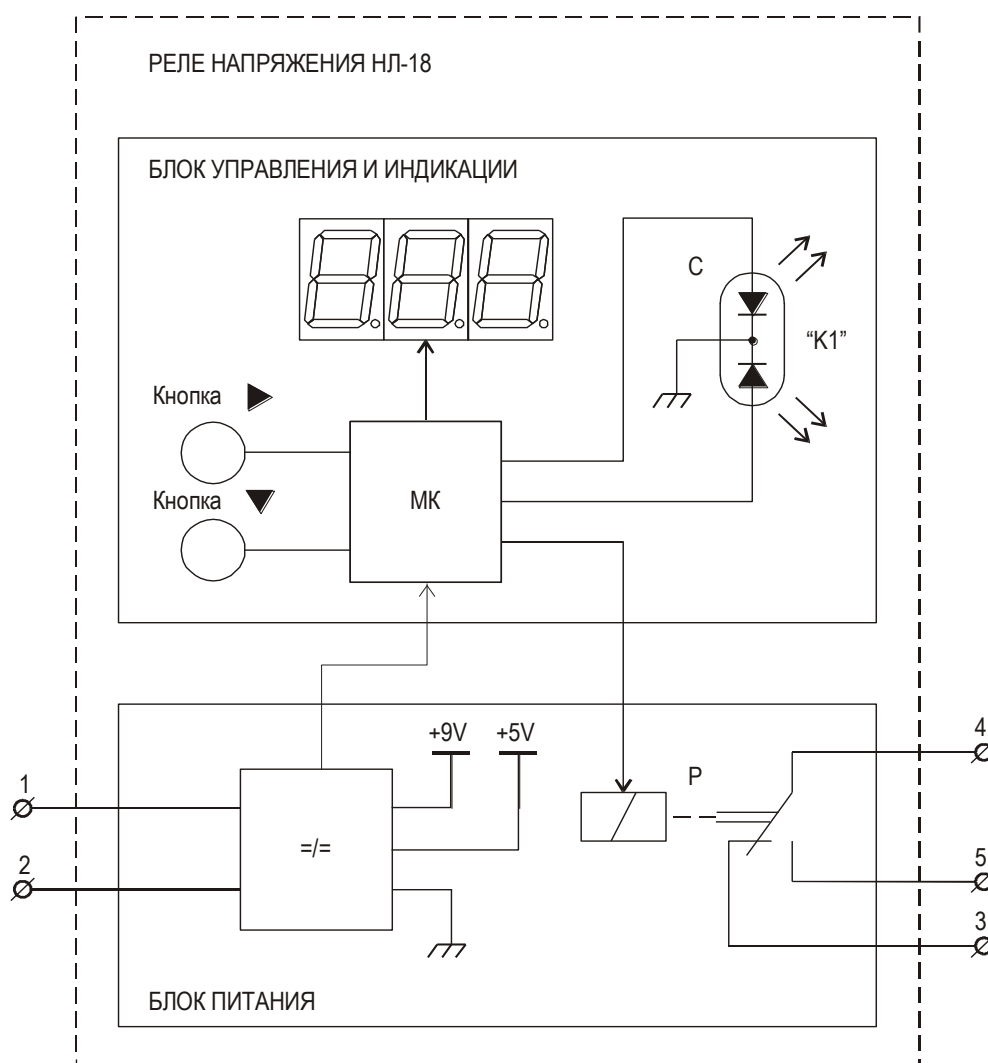 РЕЛЕ НАПРЯЖЕНИЯ НЛ-18
БЛОК УПРАВЛЕНИЯ И ИНДИКАЦИИ
С
“К1”
Кнопка
Кнопка
МК
+9V
+5V
1
2
=/=
Р
4
5
3
БЛОК ПИТАНИЯ